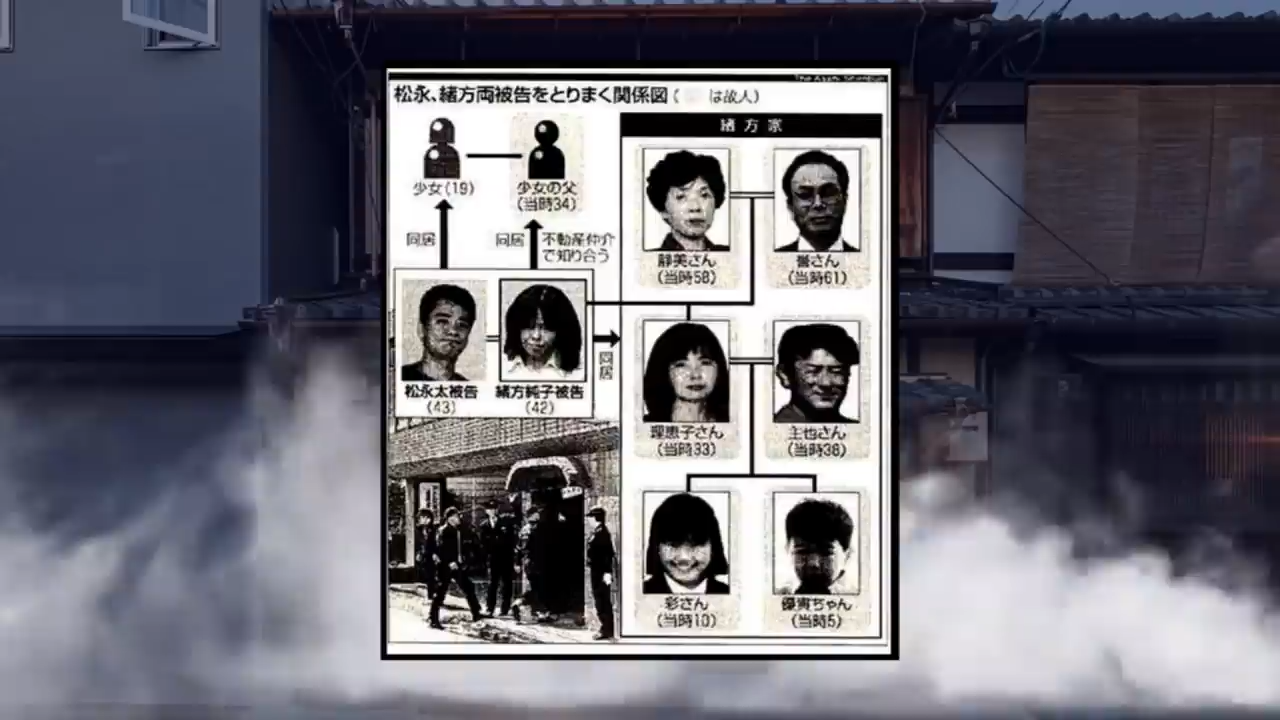 松永、緒方両被告をとりまく関係図( は故人)
緒方家
少女(19)
少女の父
(当時34)
同居
同居
不動産仲介
で知り合う
静美さん
(当時58)
誉さん
(当時61)
松永太被告
(43)
緒方純子被告
(42)
同居
理恵子さん
(当時33)
主也さん
(当時38)
彩さん
(当時10)
優貴ちゃん
(当時5)